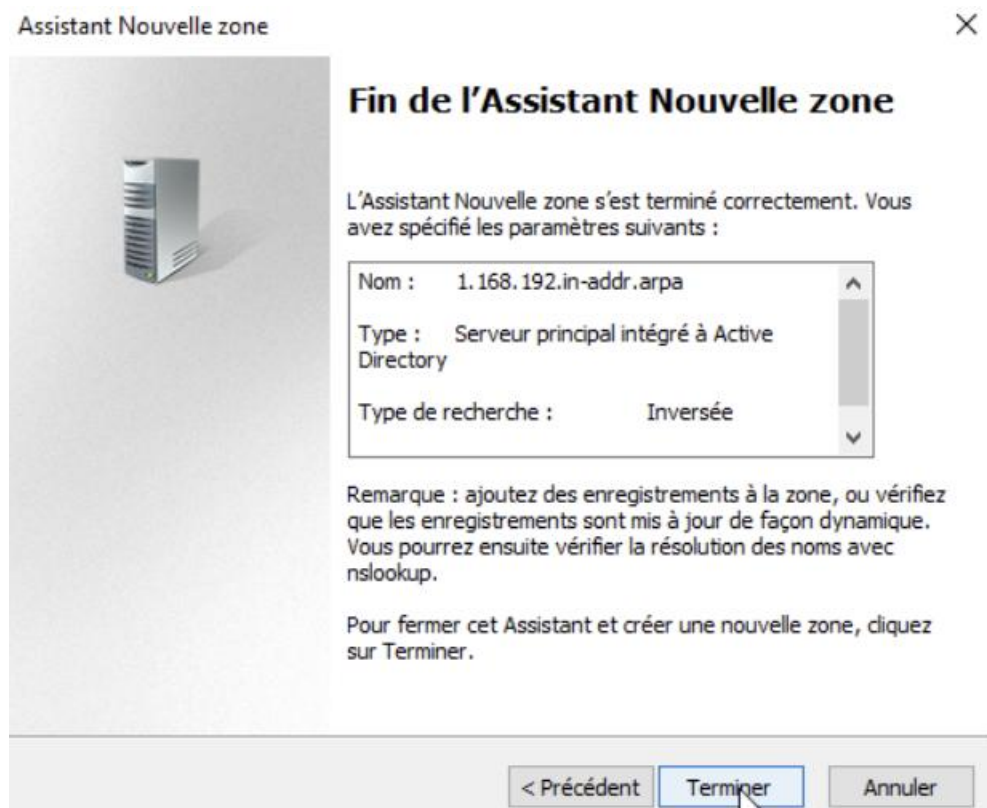 Assistant Nouvelle zone
Fin de l’Assistant Nouvelle zone
L’Assistant Nouvelle zone s’est terminé correctement. Vous
avez spécifié les paramètres suivants :
Nom : 1.168.192.in-addr.arpa
Type : Serveur principal intégré à Active
Directory
Type de recherche : Inversée
Remarque : ajoutez des enregistrements à la zone, ou vérifiez
que les enregistrements sont mis à jour de façon dynamique.
Vous pourrez ensuite vérifier la résolution des noms avec
nslookup.
Pour fermer cet Assistant et créer une nouvelle zone, cliquez
sur Terminer.
< Précédent Terminer Annuler